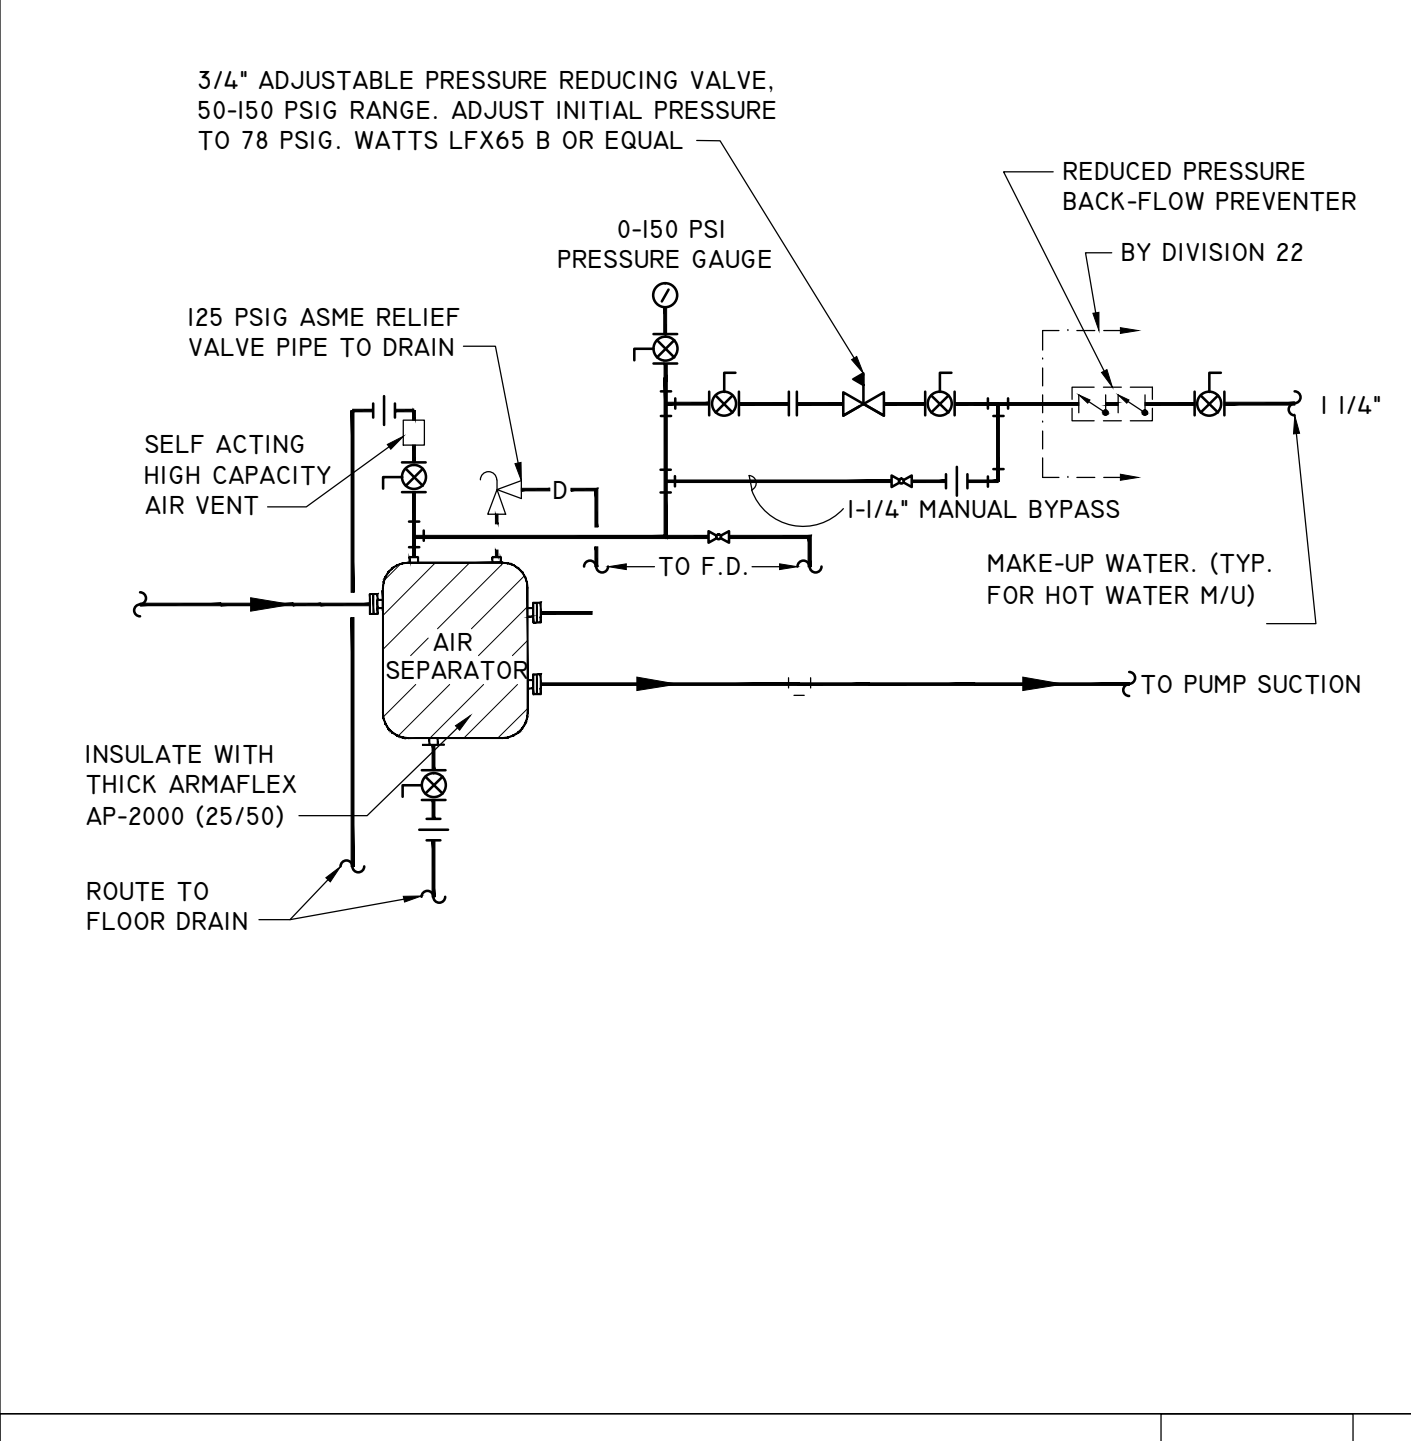 3/4" ADJUSTABLE PRESSURE REDUCING VALVE,
50-150 PSIG RANGE. ADJUST INITIAL PRESSURE
TO 78 PSIG. WATTS LFX65 B OR EQUAL
REDUCED PRESSURE
BACK-FLOW PREVENTER
BY DIVISION 22
0-150 PSI
PRESSURE GAUGE
125 PSIG ASME RELIEF
VALVE PIPE TO DRAIN
1 1/4"
SELF ACTING
HIGH CAPACITY
AIR VENT
D
1-1/4" MANUAL BYPASS
TO F.D.
MAKE-UP WATER. (TYP.
FOR HOT WATER M/U)
AIR
SEPARATOR
TO PUMP SUCTION
INSULATE WITH
THICK ARMAFLEX
AP-2000 (25/50)
ROUTE TO
FLOOR DRAIN